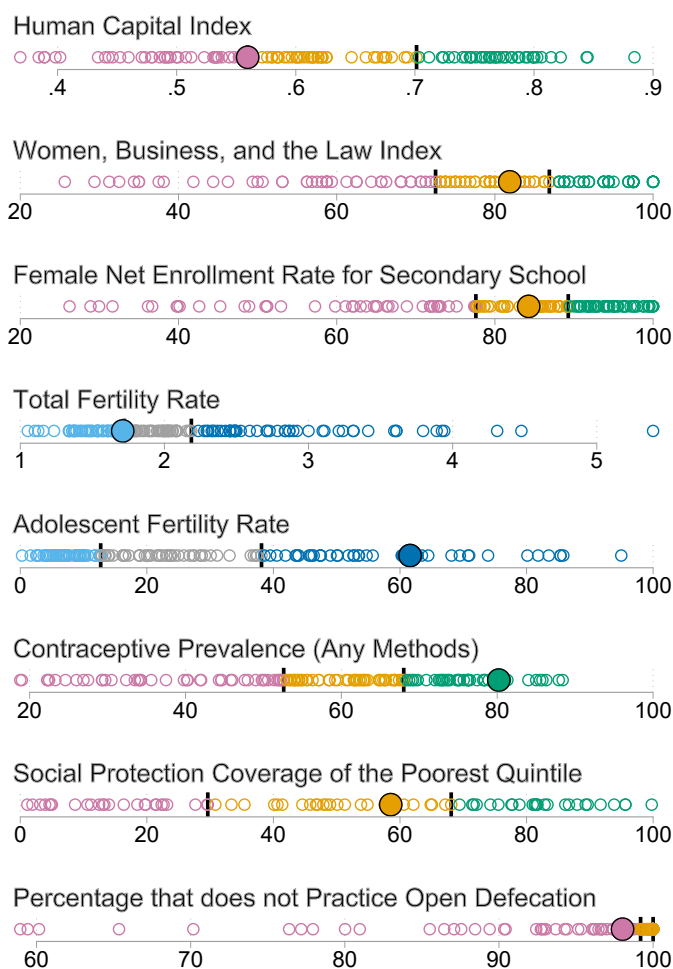 Human Capital Index
.4 .5 .6 .7 .8 .9
Women, Business, and the Law Index
20 40 60 80 100
Female Net Enrollment Rate for Secondary School
20 40 60 80 100
Total Fertility Rate
1 2 3 4 5
Adolescent Fertility Rate
0 20 40 60 80 100
Contraceptive Prevalence (Any Methods)
20 40 60 80 100
Social Protection Coverage of the Poorest Quintile
0 20 40 60 80 100
Percentage that does not Practice Open Defecation
60 70 80 90 100